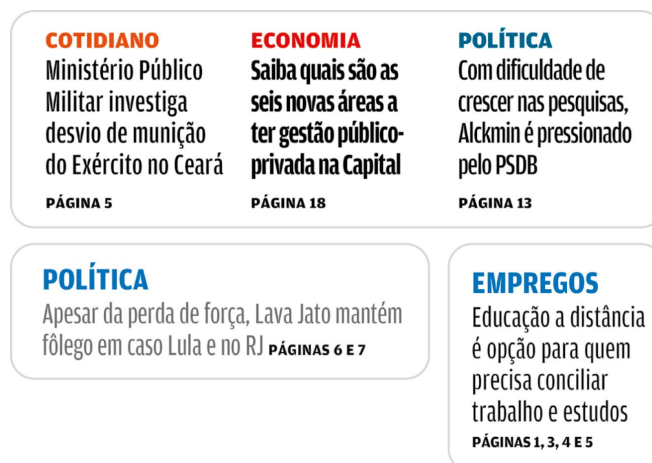 COTIDIANO
Ministério Público
Militar investiga
desvio de munição
do Exército no Ceará
PÁGINA 5
ECONOMIA
Saiba quais são as
seis novas áreas a
ter gestão público-
privada na Capital
PÁGINA 18
POLÍTICA
Com dificuldade de
crescer nas pesquisas,
Alckmin é pressionado
pelo PSDB
PÁGINA 13
POLÍTICA
Apesar da perda de força, Lava Jato mantém
fôlego em caso Lula e no RJ PÁGINAS 6 E 7
EMPREGOS
Educação a distância
é opção para quem
precisa conciliar
trabalho e estudos
PÁGINAS 1, 3, 4 E 5